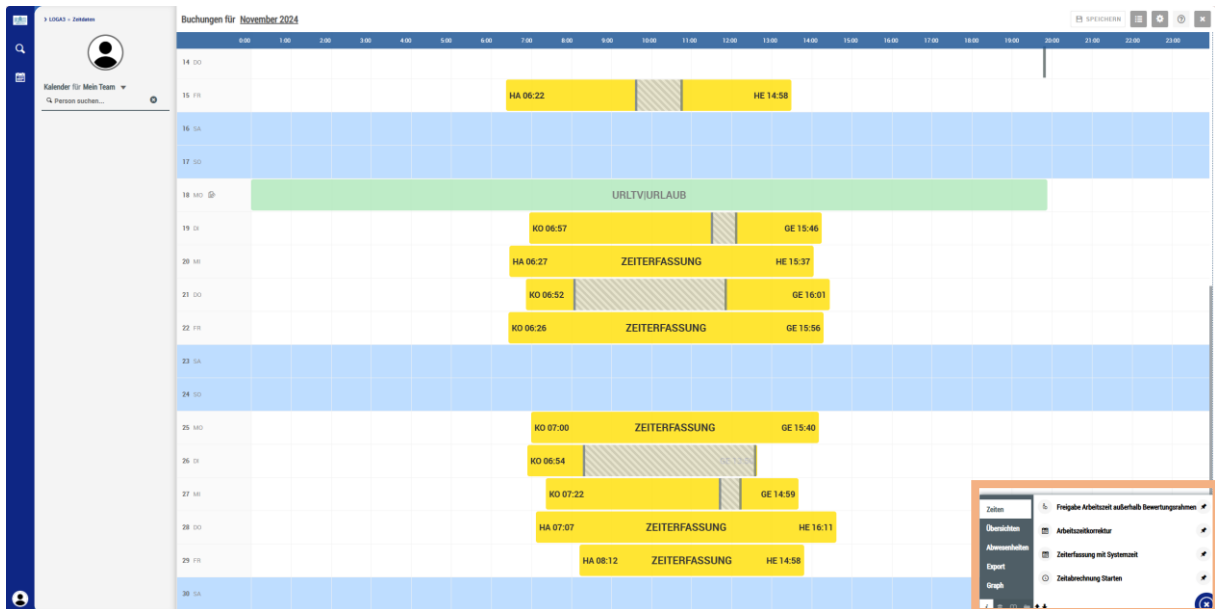 LOGA3 > Zeitdaten
Kalender für Mein Team
Person suchen...
Buchungen für November 2024
SPEICHERN
0:00 1:00 2:00 3:00 4:00 5:00 6:00 7:00 8:00 9:00 10:00 11:00 12:00 13:00 14:00 15:00 16:00 17:00 18:00 19:00 20:00 21:00 22:00 23:00
14 DO
15 FR HA 06:22 HE 14:58
16 SA
17 SO
18 MO URLTV|URLAUB
19 DI KO 06:57 GE 15:46
20 MI HA 06:27 ZEITERFASSUNG HE 15:37
21 DO KO 06:52 GE 16:01
22 FR KO 06:26 ZEITERFASSUNG GE 15:56
23 SA
24 SO
25 MO KO 07:00 ZEITERFASSUNG GE 15:40
26 DI KO 06:54
27 MI KO 07:22 GE 14:59
28 DO HA 07:07 ZEITERFASSUNG HE 16:11
29 FR HA 08:12 ZEITERFASSUNG HE 14:58
30 SA
Zeiten
Übersichten
Abwesenheiten
Export
Graph
Freigabe Arbeitszeit außerhalb Bewertungsrahmen
Arbeitszeitkorrektur
Zeiterfassung mit Systemzeit
Zeitabrechnung Starten